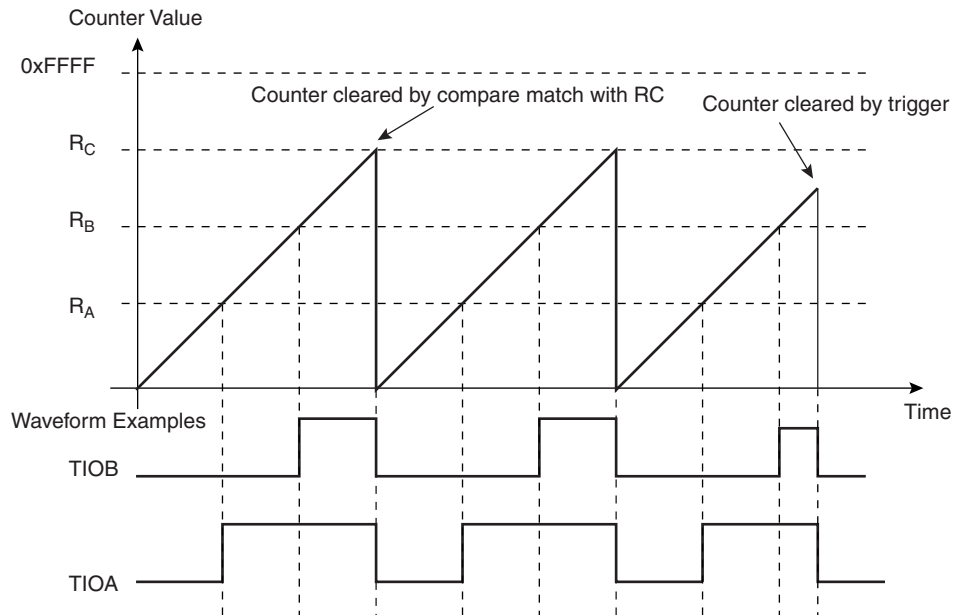 Counter Value
0xFFFF
Counter cleared by compare match with RC
Counter cleared by trigger
RC
RB
RA
Time
Waveform Examples
TIOB
TIOA